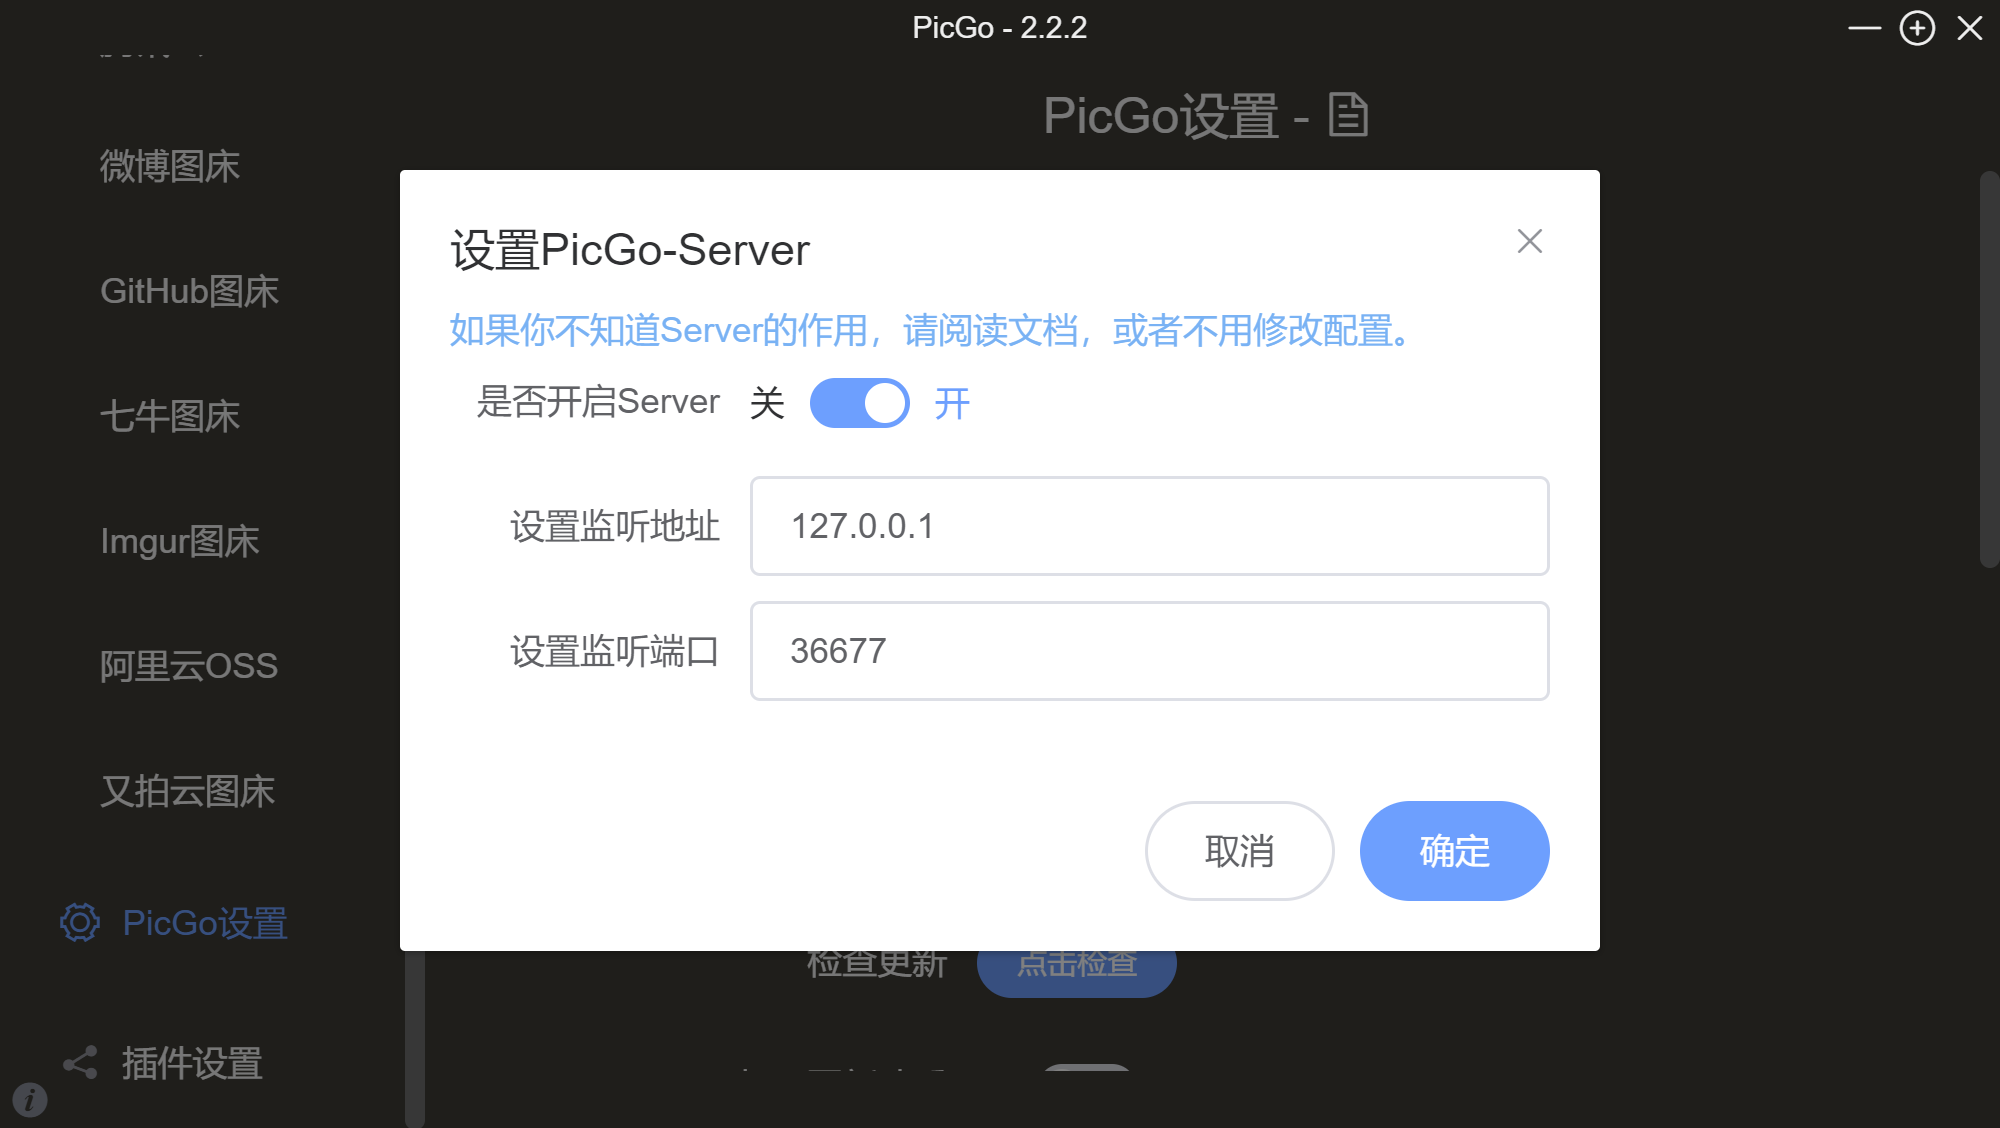 PicGo - 2.2.2
PicGo设置 -
微博图床
GitHub图床
七牛图床
Imgur图床
阿里云OSS
又拍云图床
PicGo设置
插件设置
设置PicGo-Server
如果你不知道Server的作用，请阅读文档，或者不用修改配置。
是否开启Server 关 开
设置监听地址 127.0.0.1
设置监听端口 36677
取消 确定
检查更新 点击检查